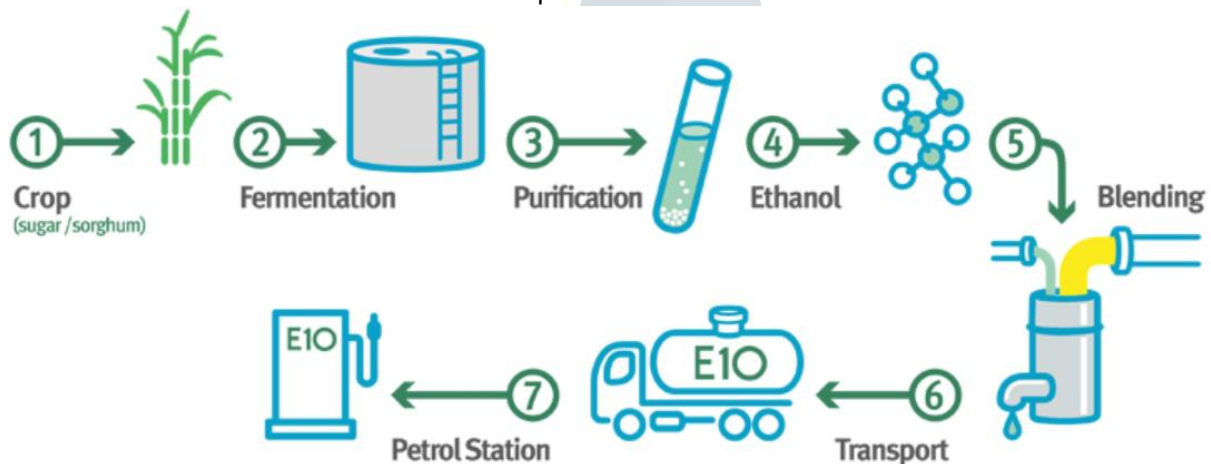 1
Crop
(sugar/sorghum)
2
Fermentation
3
Purification
4
Ethanol
5
Blending
6
Transport
E10
7
Petrol Station
E10